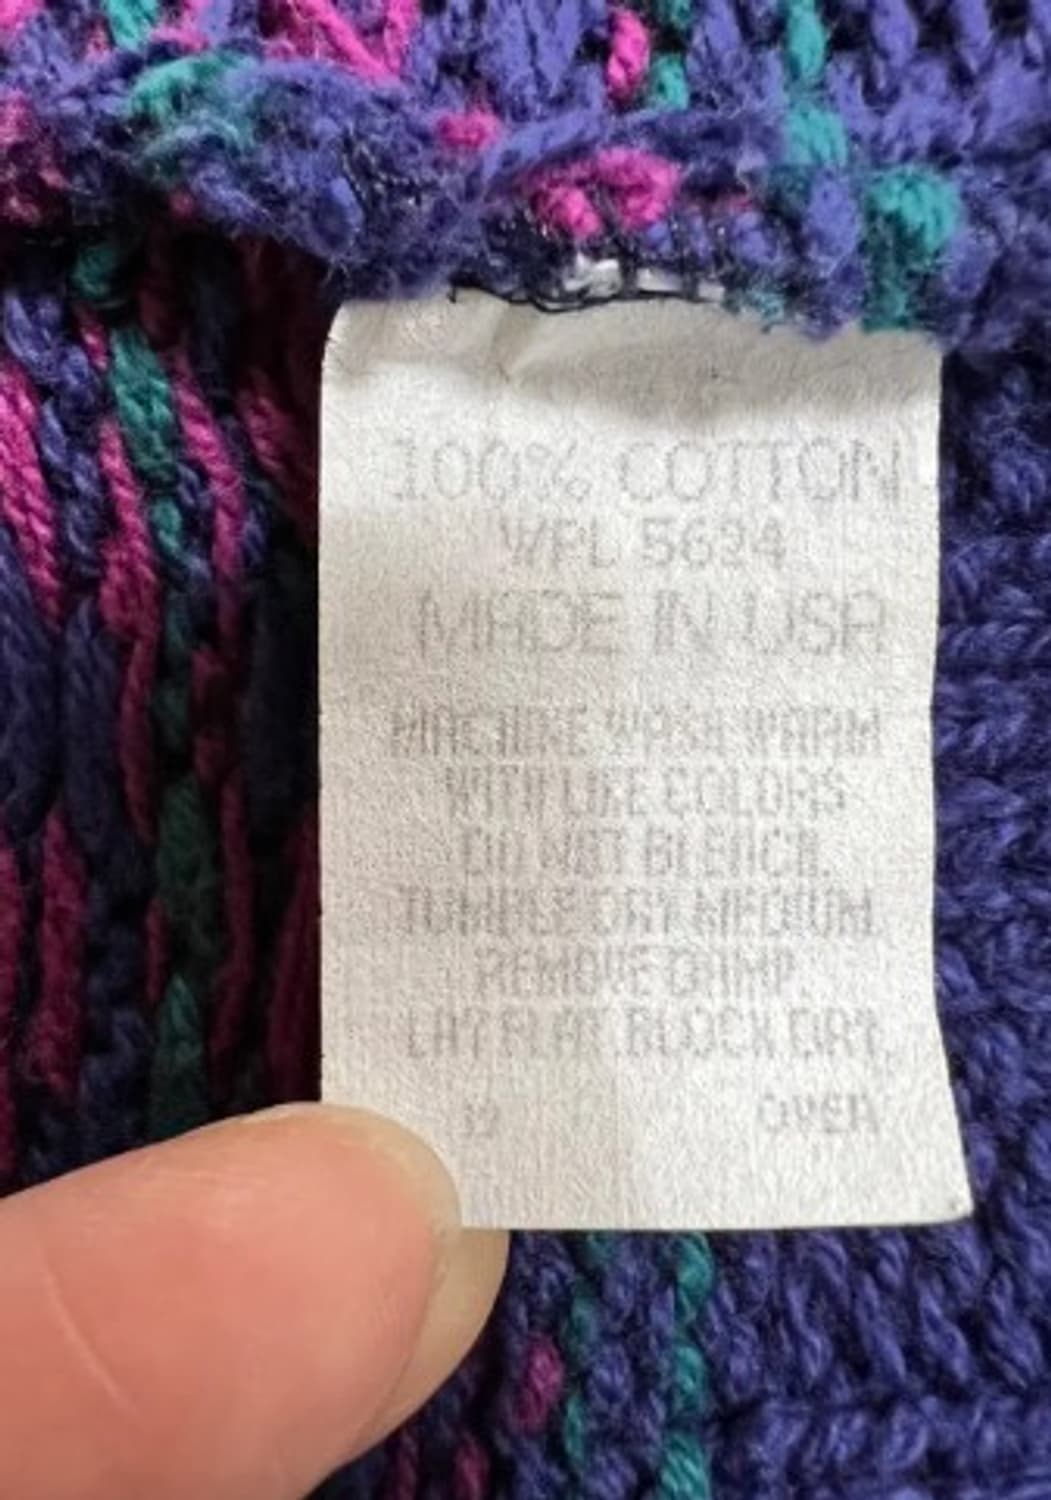 100% COTTON
WPL 5624
MADE IN USA
MACHINE WASH WARM
WITH LIKE COLORS
DO NOT BLEACH.
TUMBLE DRY MEDIUM.
REMOVE DAMP.
LAY FLAT. BLOCK DRY.
OVER